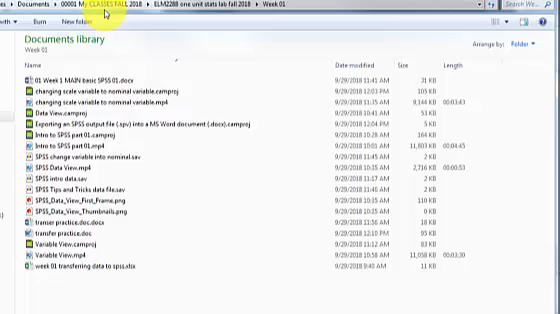 Documents ▸ 00001 My CLASSES FALL 2018 ▸ ELM2288 one unit stats lab fall 2018 ▸ Week 01
Search We...
with Burn New folder
Documents library
Week 01
Arrange by: Folder
Name Date modified Size Length
01 Week 1 MAIN basic SPSS 01.docx 9/29/2018 11:41 AM 31 KB
changing scale variable to nominal variable.camproj 9/29/2018 12:03 PM 105 KB
changing scale variable to nominal variable.mp4 9/29/2018 11:35 AM 9,144 KB 00:03:43
Data View.camproj 9/29/2018 10:41 AM 53 KB
Exporting an SPSS output file (.spv) into a MS Word document (.docx).camproj 9/29/2018 12:04 PM 5 KB
Intro to SPSS part 01.camproj 9/29/2018 10:28 AM 164 KB
Intro to SPSS part 01.mp4 9/29/2018 10:01 AM 11,803 KB 00:04:45
SPSS change variable into nominal.sav 9/29/2018 11:45 AM 2 KB
SPSS Data View.mp4 9/29/2018 10:35 AM 2,716 KB 00:00:53
SPSS intro data.sav 9/29/2018 11:17 AM 2 KB
SPSS Tips and Tricks data file.sav 9/29/2018 11:46 AM 2 KB
SPSS_Data_View_First_Frame.png 9/29/2018 10:35 AM 110 KB
SPSS_Data_View_Thumbnails.png 9/29/2018 10:35 AM 0 KB
transer practice.doc.docx 9/29/2018 11:56 AM 18 KB
transfer practice.doc 9/29/2018 12:10 PM 95 KB
Variable View.camproj 9/29/2018 11:12 AM 83 KB
Variable View.mp4 9/29/2018 10:58 AM 11,058 KB 00:03:30
week 01 transferring data to spss.xlsx 9/29/2018 9:40 AM 11 KB